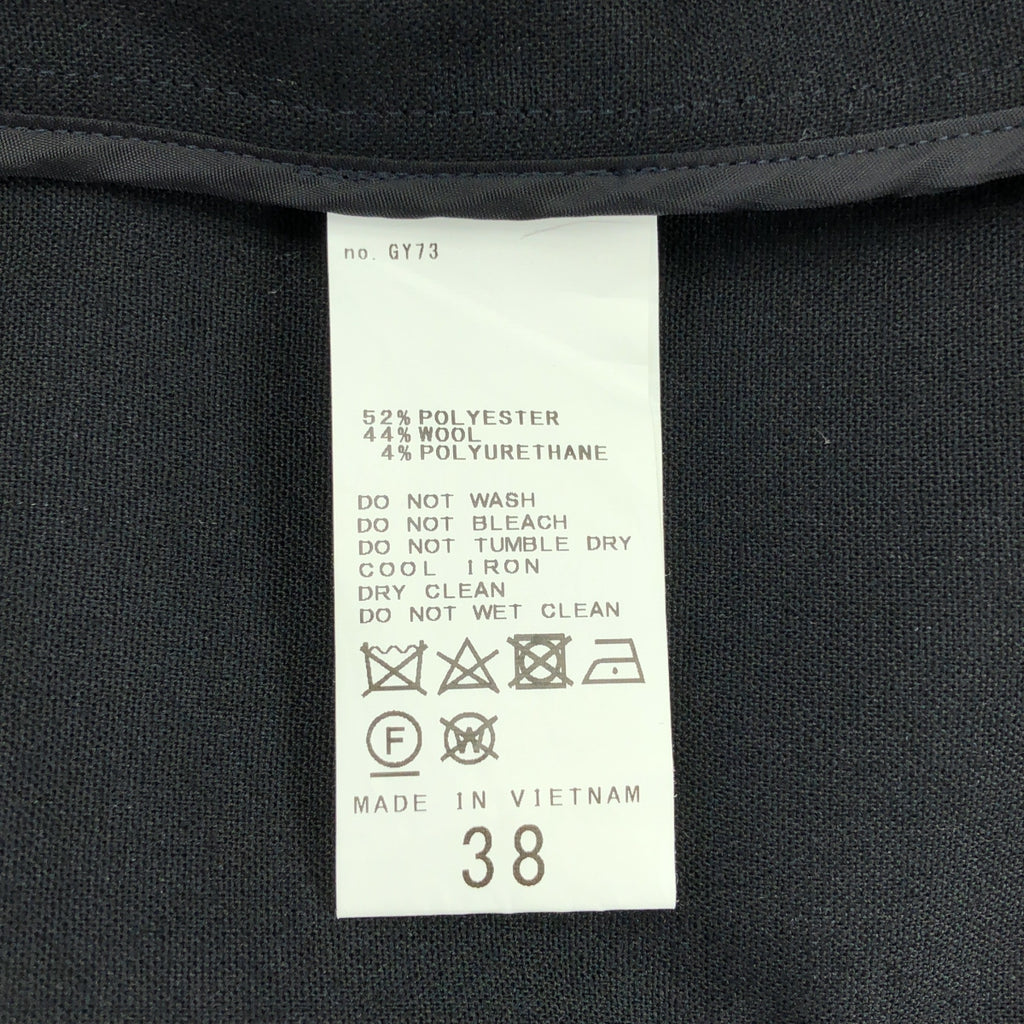 no. GY73
52% POLYESTER
44% WOOL
4% POLYURETHANE
DO NOT WASH
DO NOT BLEACH
DO NOT TUMBLE DRY
COOL IRON
DRY CLEAN
DO NOT WET CLEAN
F W
MADE IN VIETNAM
38